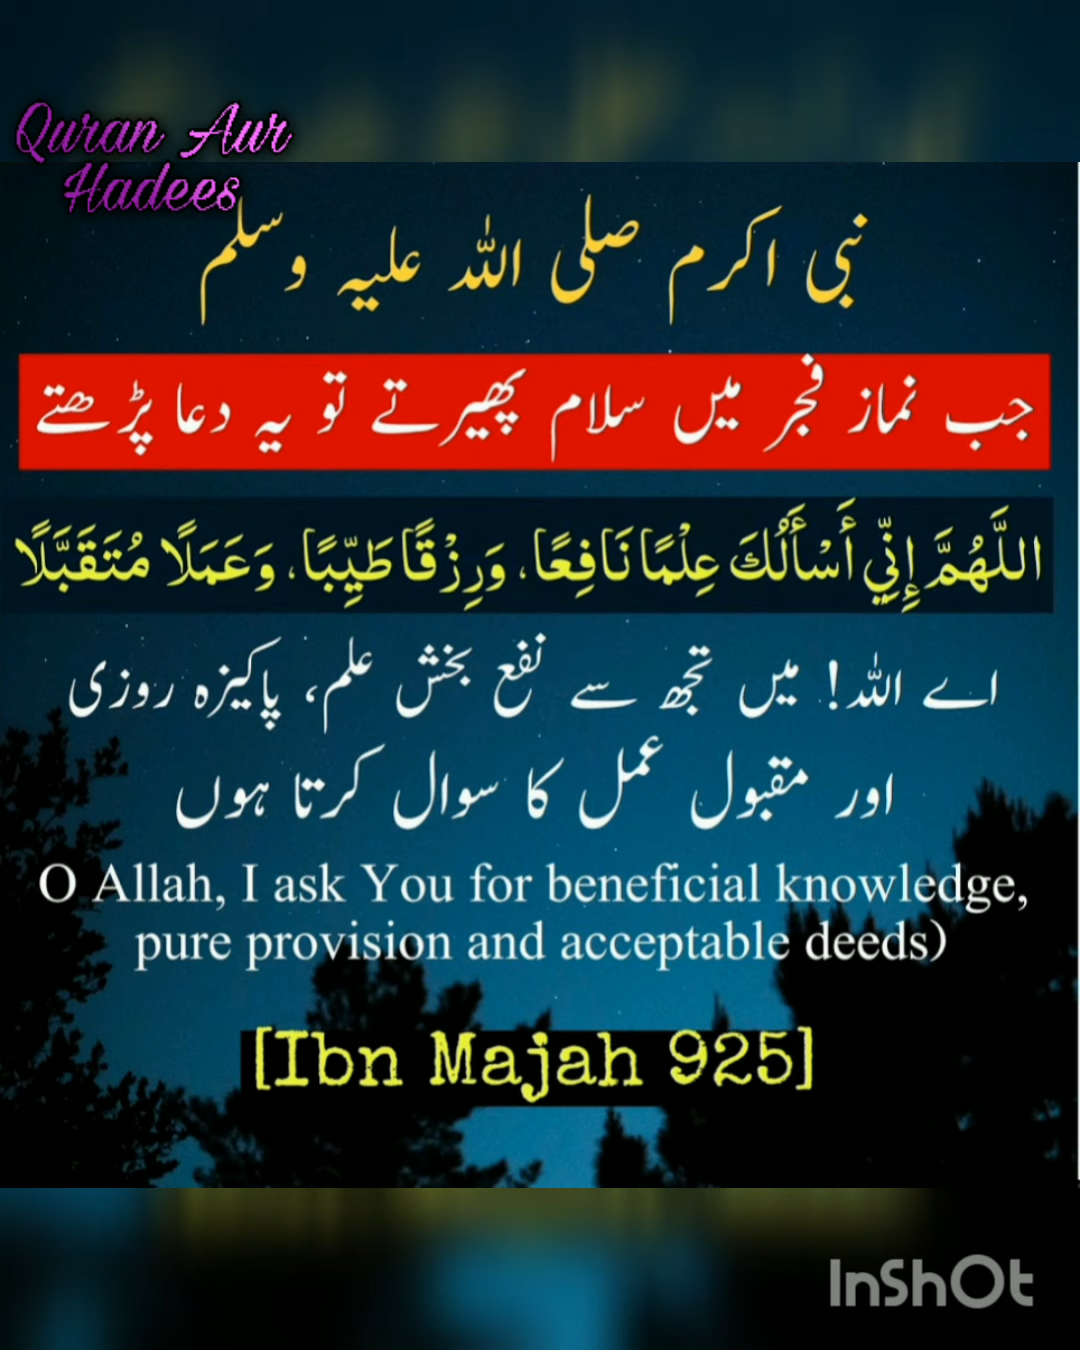 Quran Aur
Hadees
نبی اکرم صلی اللہ علیہ وسلم
جب نماز فجر میں سلام پھیرتے تو یہ دعا پڑھتے
اللَّهُمَّ إِنِّي أَسْأَلُكَ عِلْمًا نَافِعًا، وَرِزْقًا طَيِّبًا، وَعَمَلًا مُتَقَبَّلًا
اے اللہ! میں تجھ سے نفع بخش علم، پاکیزہ روزی
اور مقبول عمل کا سوال کرتا ہوں
O Allah, I ask You for beneficial knowledge,
pure provision and acceptable deeds)
[Ibn Majah 925]
InShOt